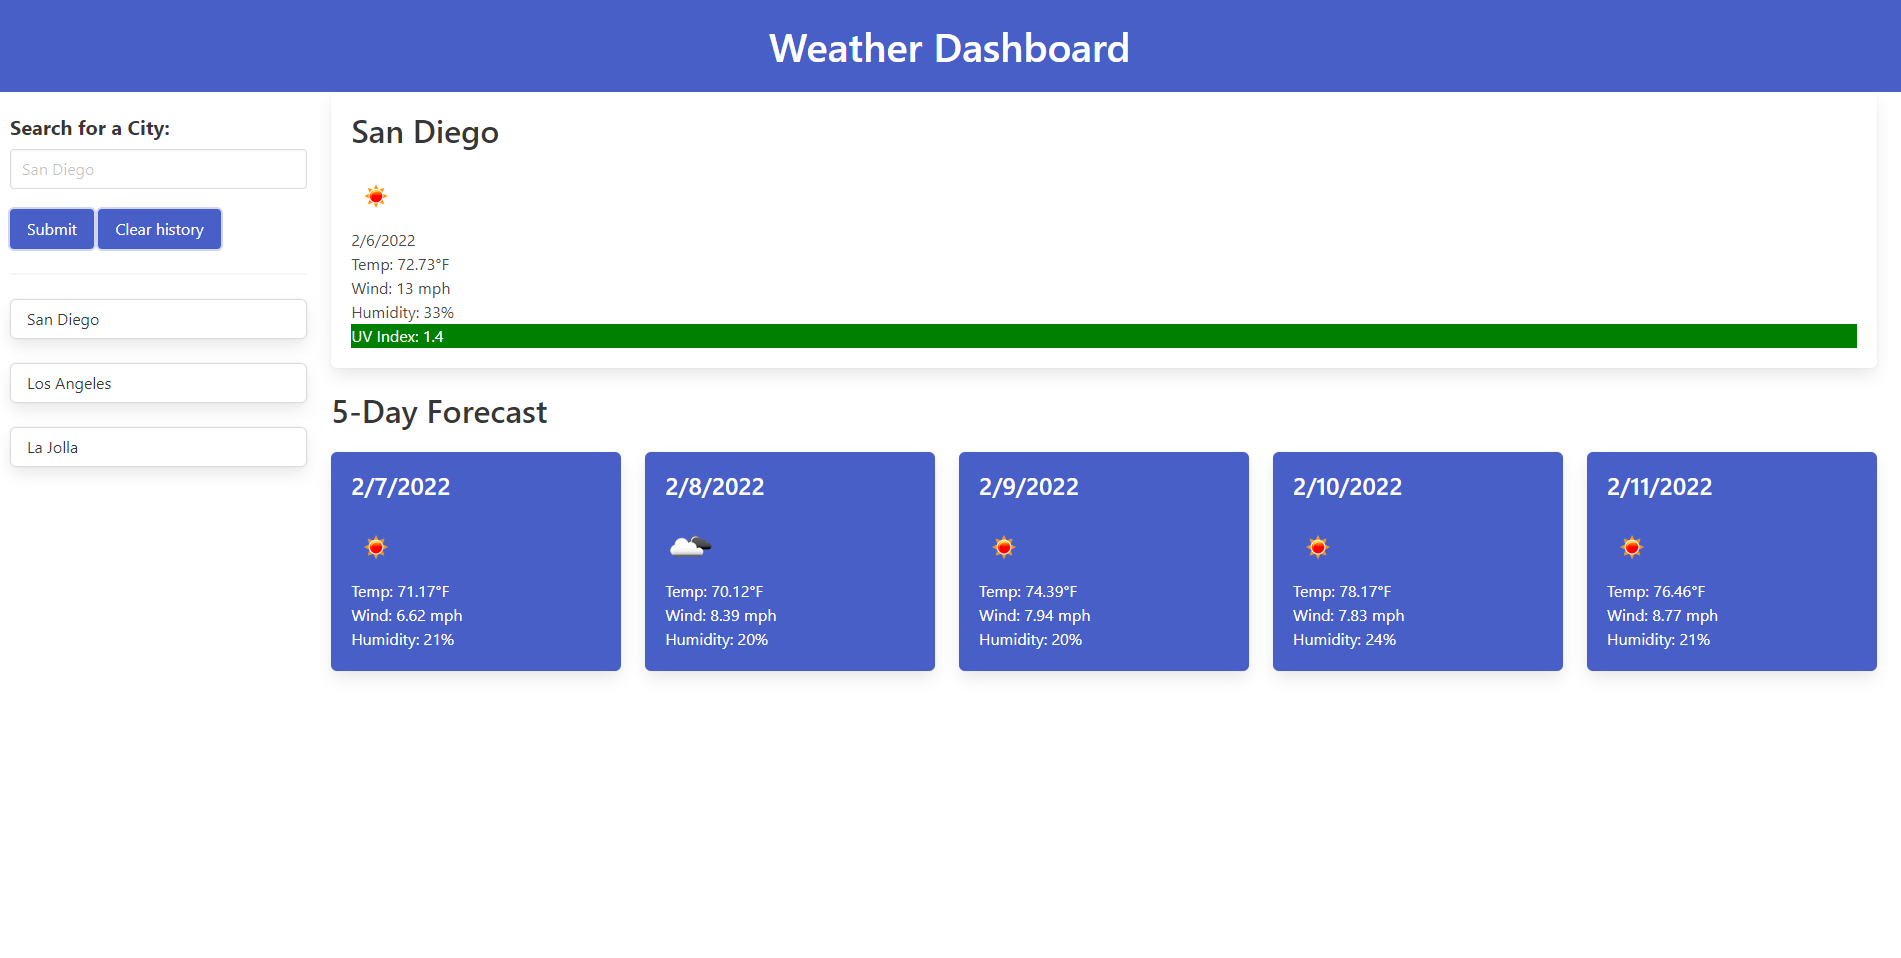 Weather Dashboard
Search for a City:
San Diego
Submit
Clear history
San Diego
Los Angeles
La Jolla
San Diego
2/6/2022
Temp: 72.73°F
Wind: 13 mph
Humidity: 33%
UV Index: 1.4
5-Day Forecast
2/7/2022
Temp: 71.17°F
Wind: 6.62 mph
Humidity: 21%
2/8/2022
Temp: 70.12°F
Wind: 8.39 mph
Humidity: 20%
2/9/2022
Temp: 74.39°F
Wind: 7.94 mph
Humidity: 20%
2/10/2022
Temp: 78.17°F
Wind: 7.83 mph
Humidity: 24%
2/11/2022
Temp: 76.46°F
Wind: 8.77 mph
Humidity: 21%